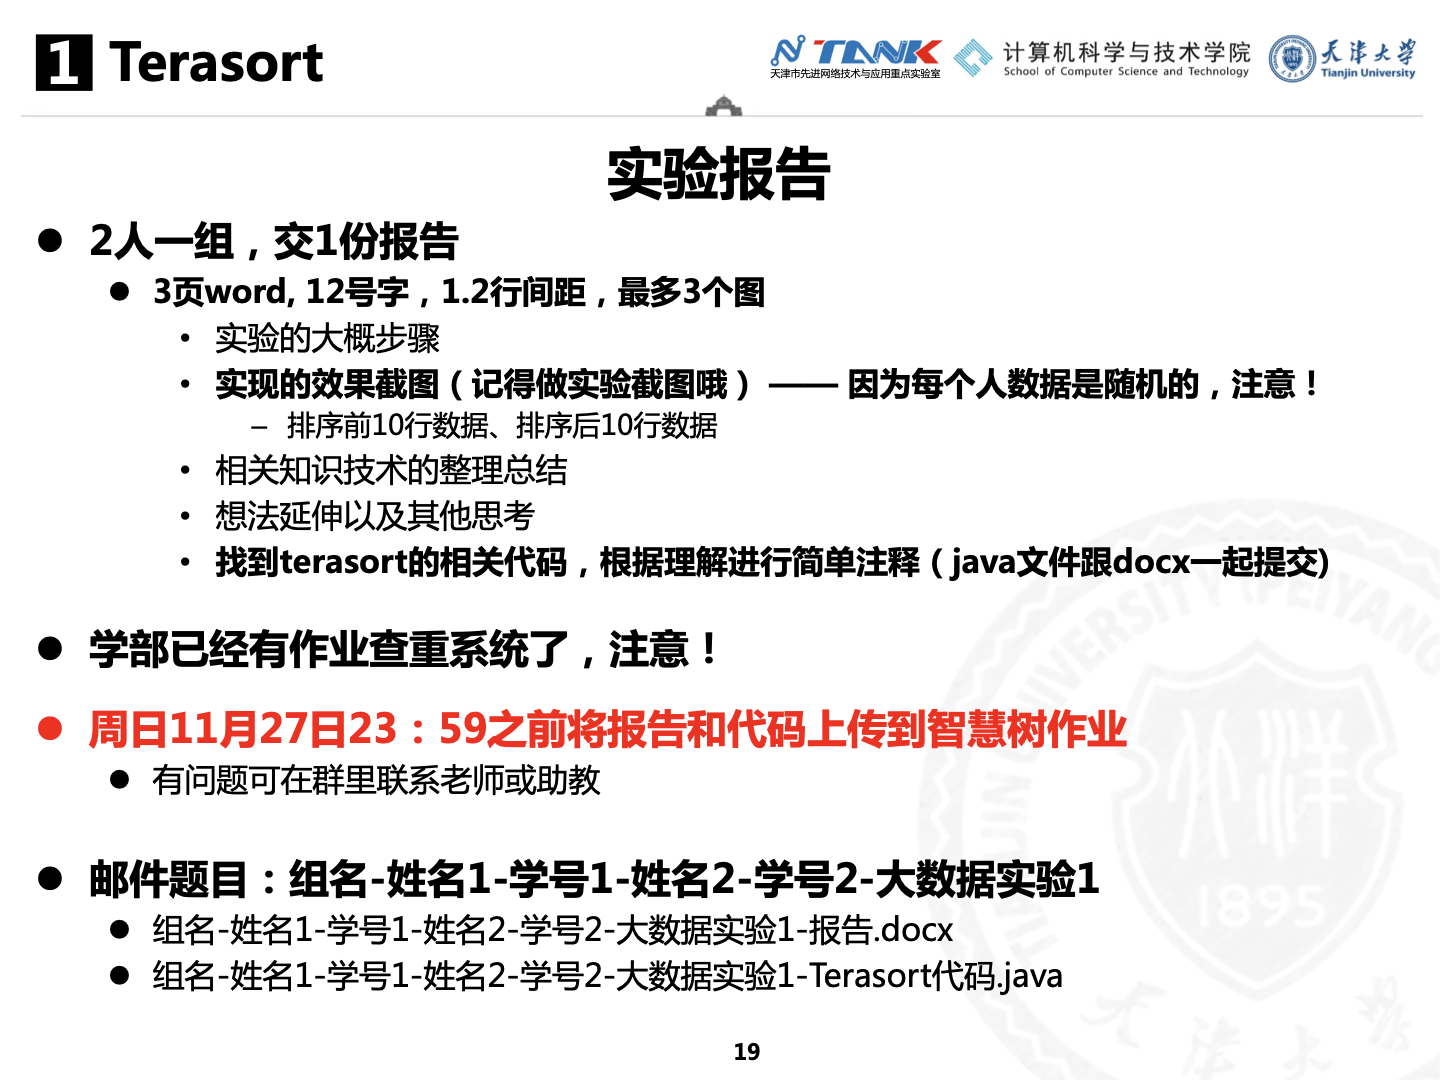 1 Terasort
TANK
天津市先进网络技术与应用重点实验室
计算机科学与技术学院
School of Computer Science and Technology
天津大学
Tianjin University
实验报告
● 2人一组，交1份报告
● 3页word, 12号字，1.2行间距，最多3个图
• 实验的大概步骤
• 实现的效果截图（记得做实验截图哦） —— 因为每个人数据是随机的，注意！
– 排序前10行数据、排序后10行数据
• 相关知识技术的整理总结
• 想法延伸以及其他思考
• 找到terasort的相关代码，根据理解进行简单注释（java文件跟docx一起提交)
● 学部已经有作业查重系统了，注意！
● 周日11月27日23：59之前将报告和代码上传到智慧树作业
● 有问题可在群里联系老师或助教
● 邮件题目：组名-姓名1-学号1-姓名2-学号2-大数据实验1
● 组名-姓名1-学号1-姓名2-学号2-大数据实验1-报告.docx
● 组名-姓名1-学号1-姓名2-学号2-大数据实验1-Terasort代码.java
TIANJIN UNIVERSITY (PEIYANG
1895
天津大
19